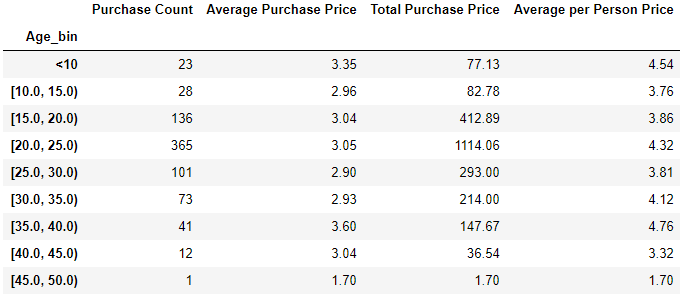 Purchase Count Average Purchase Price Total Purchase Price Average per Person Price
Age_bin
<10 23 3.35 77.13 4.54
[10.0, 15.0) 28 2.96 82.78 3.76
[15.0, 20.0) 136 3.04 412.89 3.86
[20.0, 25.0) 365 3.05 1114.06 4.32
[25.0, 30.0) 101 2.90 293.00 3.81
[30.0, 35.0) 73 2.93 214.00 4.12
[35.0, 40.0) 41 3.60 147.67 4.76
[40.0, 45.0) 12 3.04 36.54 3.32
[45.0, 50.0) 1 1.70 1.70 1.70